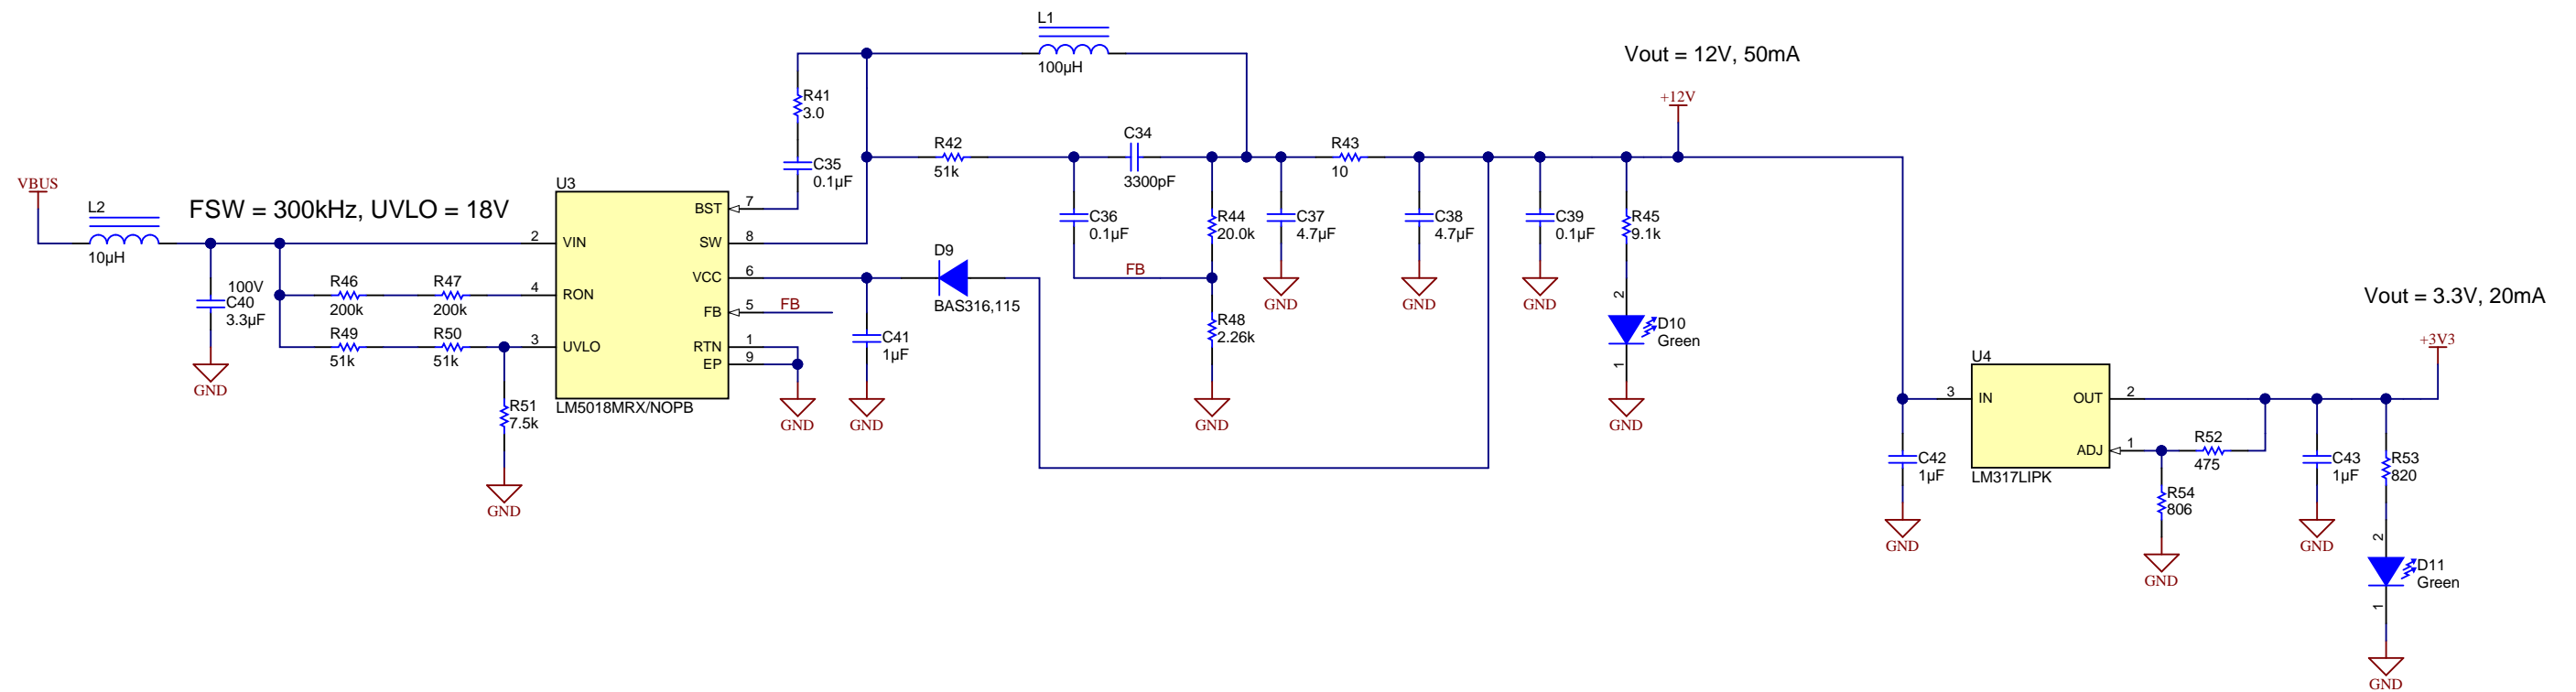 L1
100µH
Vout = 12V, 50mA
+12V
R41
3.0
C35
0.1µF
R42
51k
C34
3300pF
R43
10
VBUS
L2
10µH
FSW = 300kHz, UVLO = 18V
U3
BST 7
2 VIN SW 8
VCC 6
4 RON
FB 5 FB
3 UVLO RTN 1
EP 9
LM5018MRX/NOPB
100V
C40
3.3µF
GND
R46
200k
R47
200k
R49
51k
R50
51k
R51
7.5k
GND
GND
C41
1µF
GND
D9
BAS316,115
C36
0.1µF
FB
R44
20.0k
R48
2.26k
GND
C37
4.7µF
GND
C38
4.7µF
GND
C39
0.1µF
GND
R45
9.1k
2
D10
Green
1
GND
Vout = 3.3V, 20mA
+3V3
U4
3 IN OUT 2
ADJ 1
LM317LIPK
C42
1µF
GND
R52
475
R54
806
GND
C43
1µF
GND
R53
820
2
D11
Green
1
GND